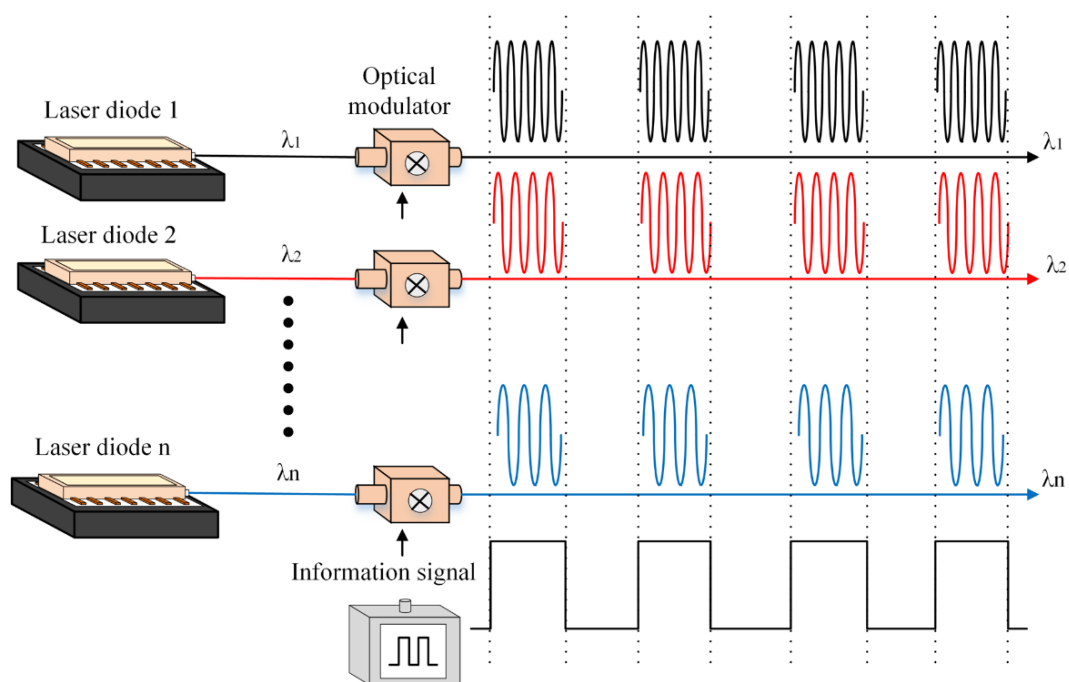 Optical
modulator
Laser diode 1
λ1
λ1
Laser diode 2
λ2
λ2
Laser diode n
λn
λn
Information signal